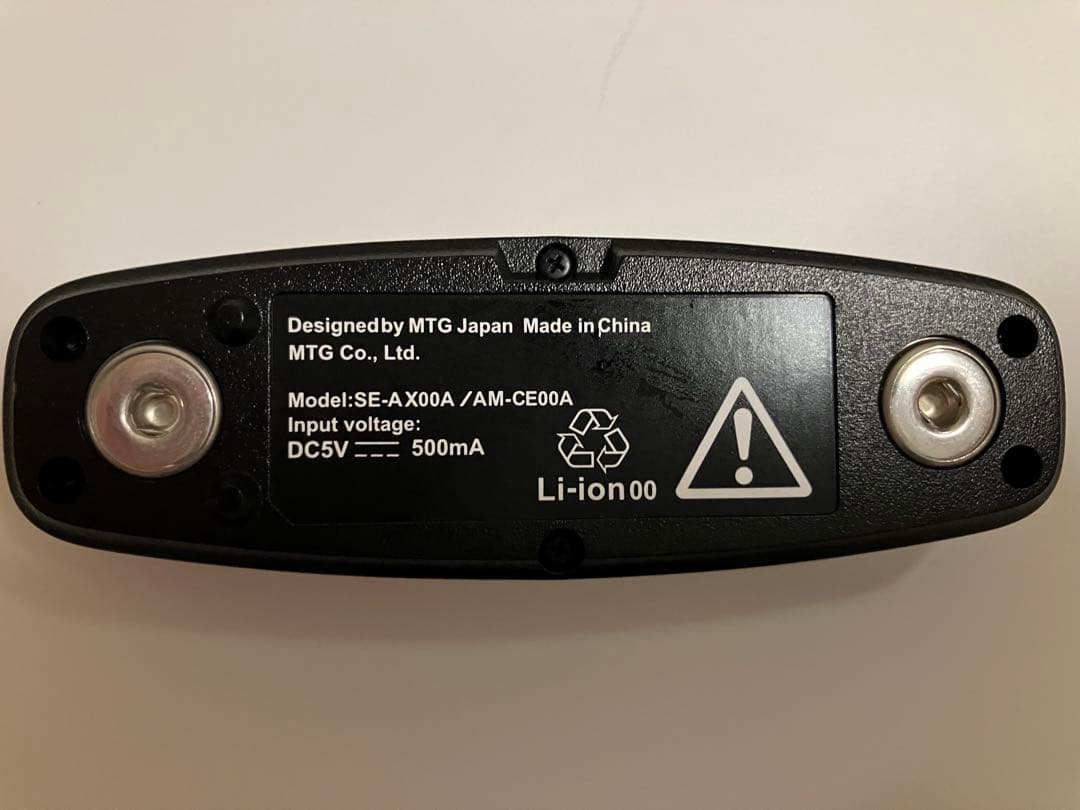 Designed by MTG Japan Made in China
MTG Co., Ltd.
Model:SE-AX00A /AM-CE00A
Input voltage:
DC5V 500mA
Li-ion00